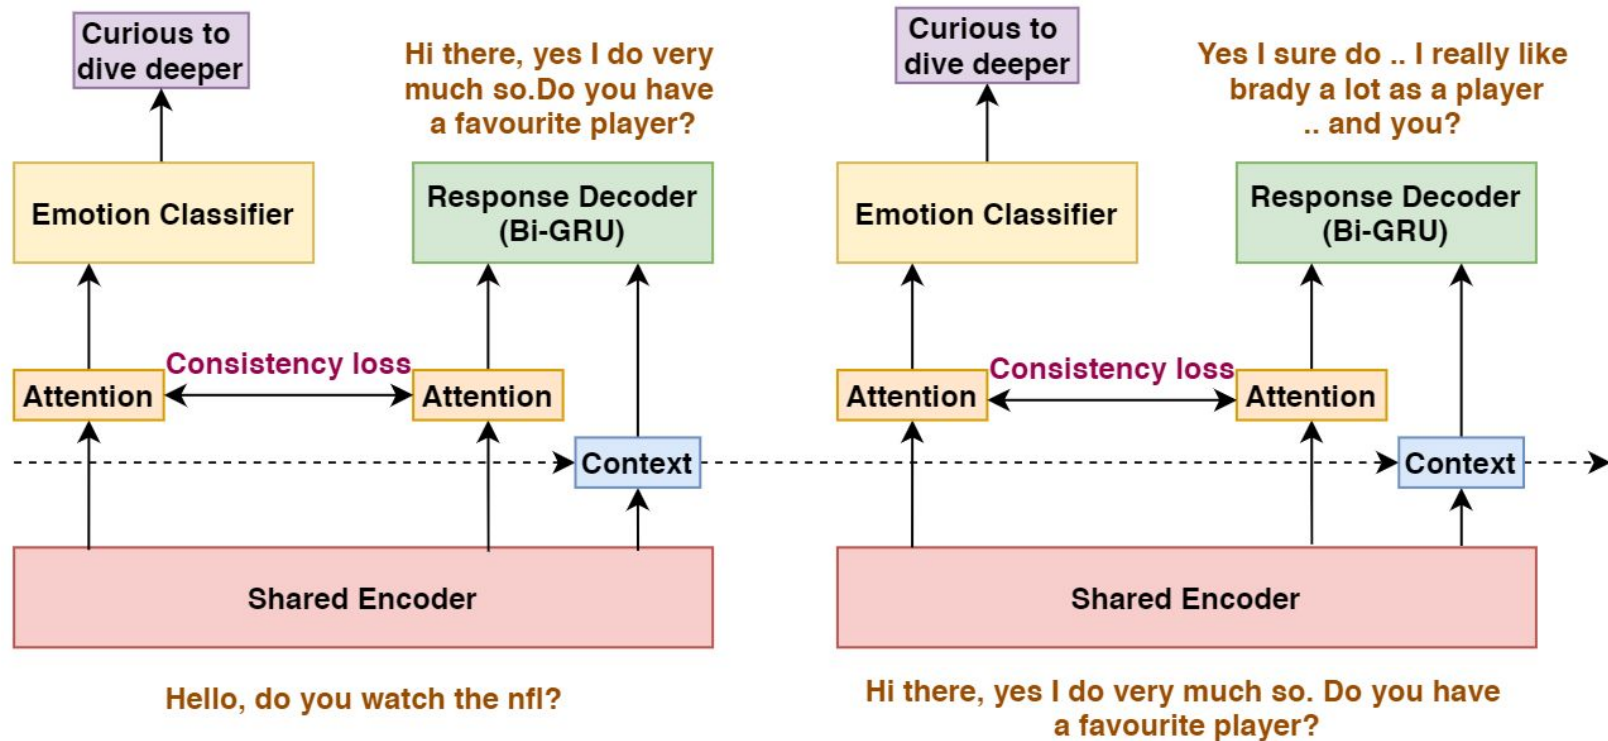 Curious to
dive deeper
Hi there, yes I do very
much so.Do you have
a favourite player?
Emotion Classifier
Response Decoder
(Bi-GRU)
Consistency loss
Attention
Attention
Context
Shared Encoder
Hello, do you watch the nfl?
Curious to
dive deeper
Yes I sure do .. I really like
brady a lot as a player
.. and you?
Emotion Classifier
Response Decoder
(Bi-GRU)
Consistency loss
Attention
Attention
Context
Shared Encoder
Hi there, yes I do very much so. Do you have
a favourite player?